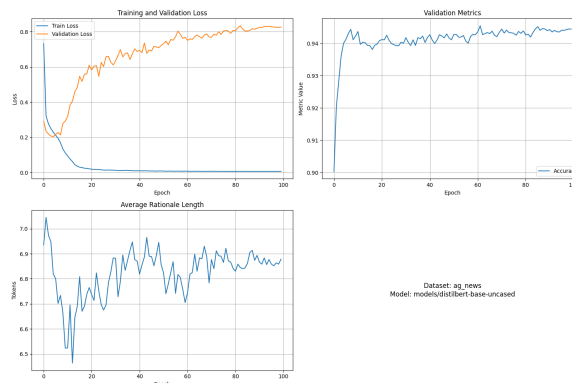 Training and Validation Loss
Train Loss
Validation Loss
Loss
0.8
0.6
0.4
0.2
0.0
0 20 40 60 80 100
Epoch
Validation Metrics
Metric Value
0.94
0.93
0.92
0.91
0.90
0 20 40 60 80 100
Epoch
Accura
Average Rationale Length
Tokens
7.0
6.9
6.8
6.7
6.6
6.5
0 20 40 60 80 100
Dataset: ag_news
Model: models/distilbert-base-uncased